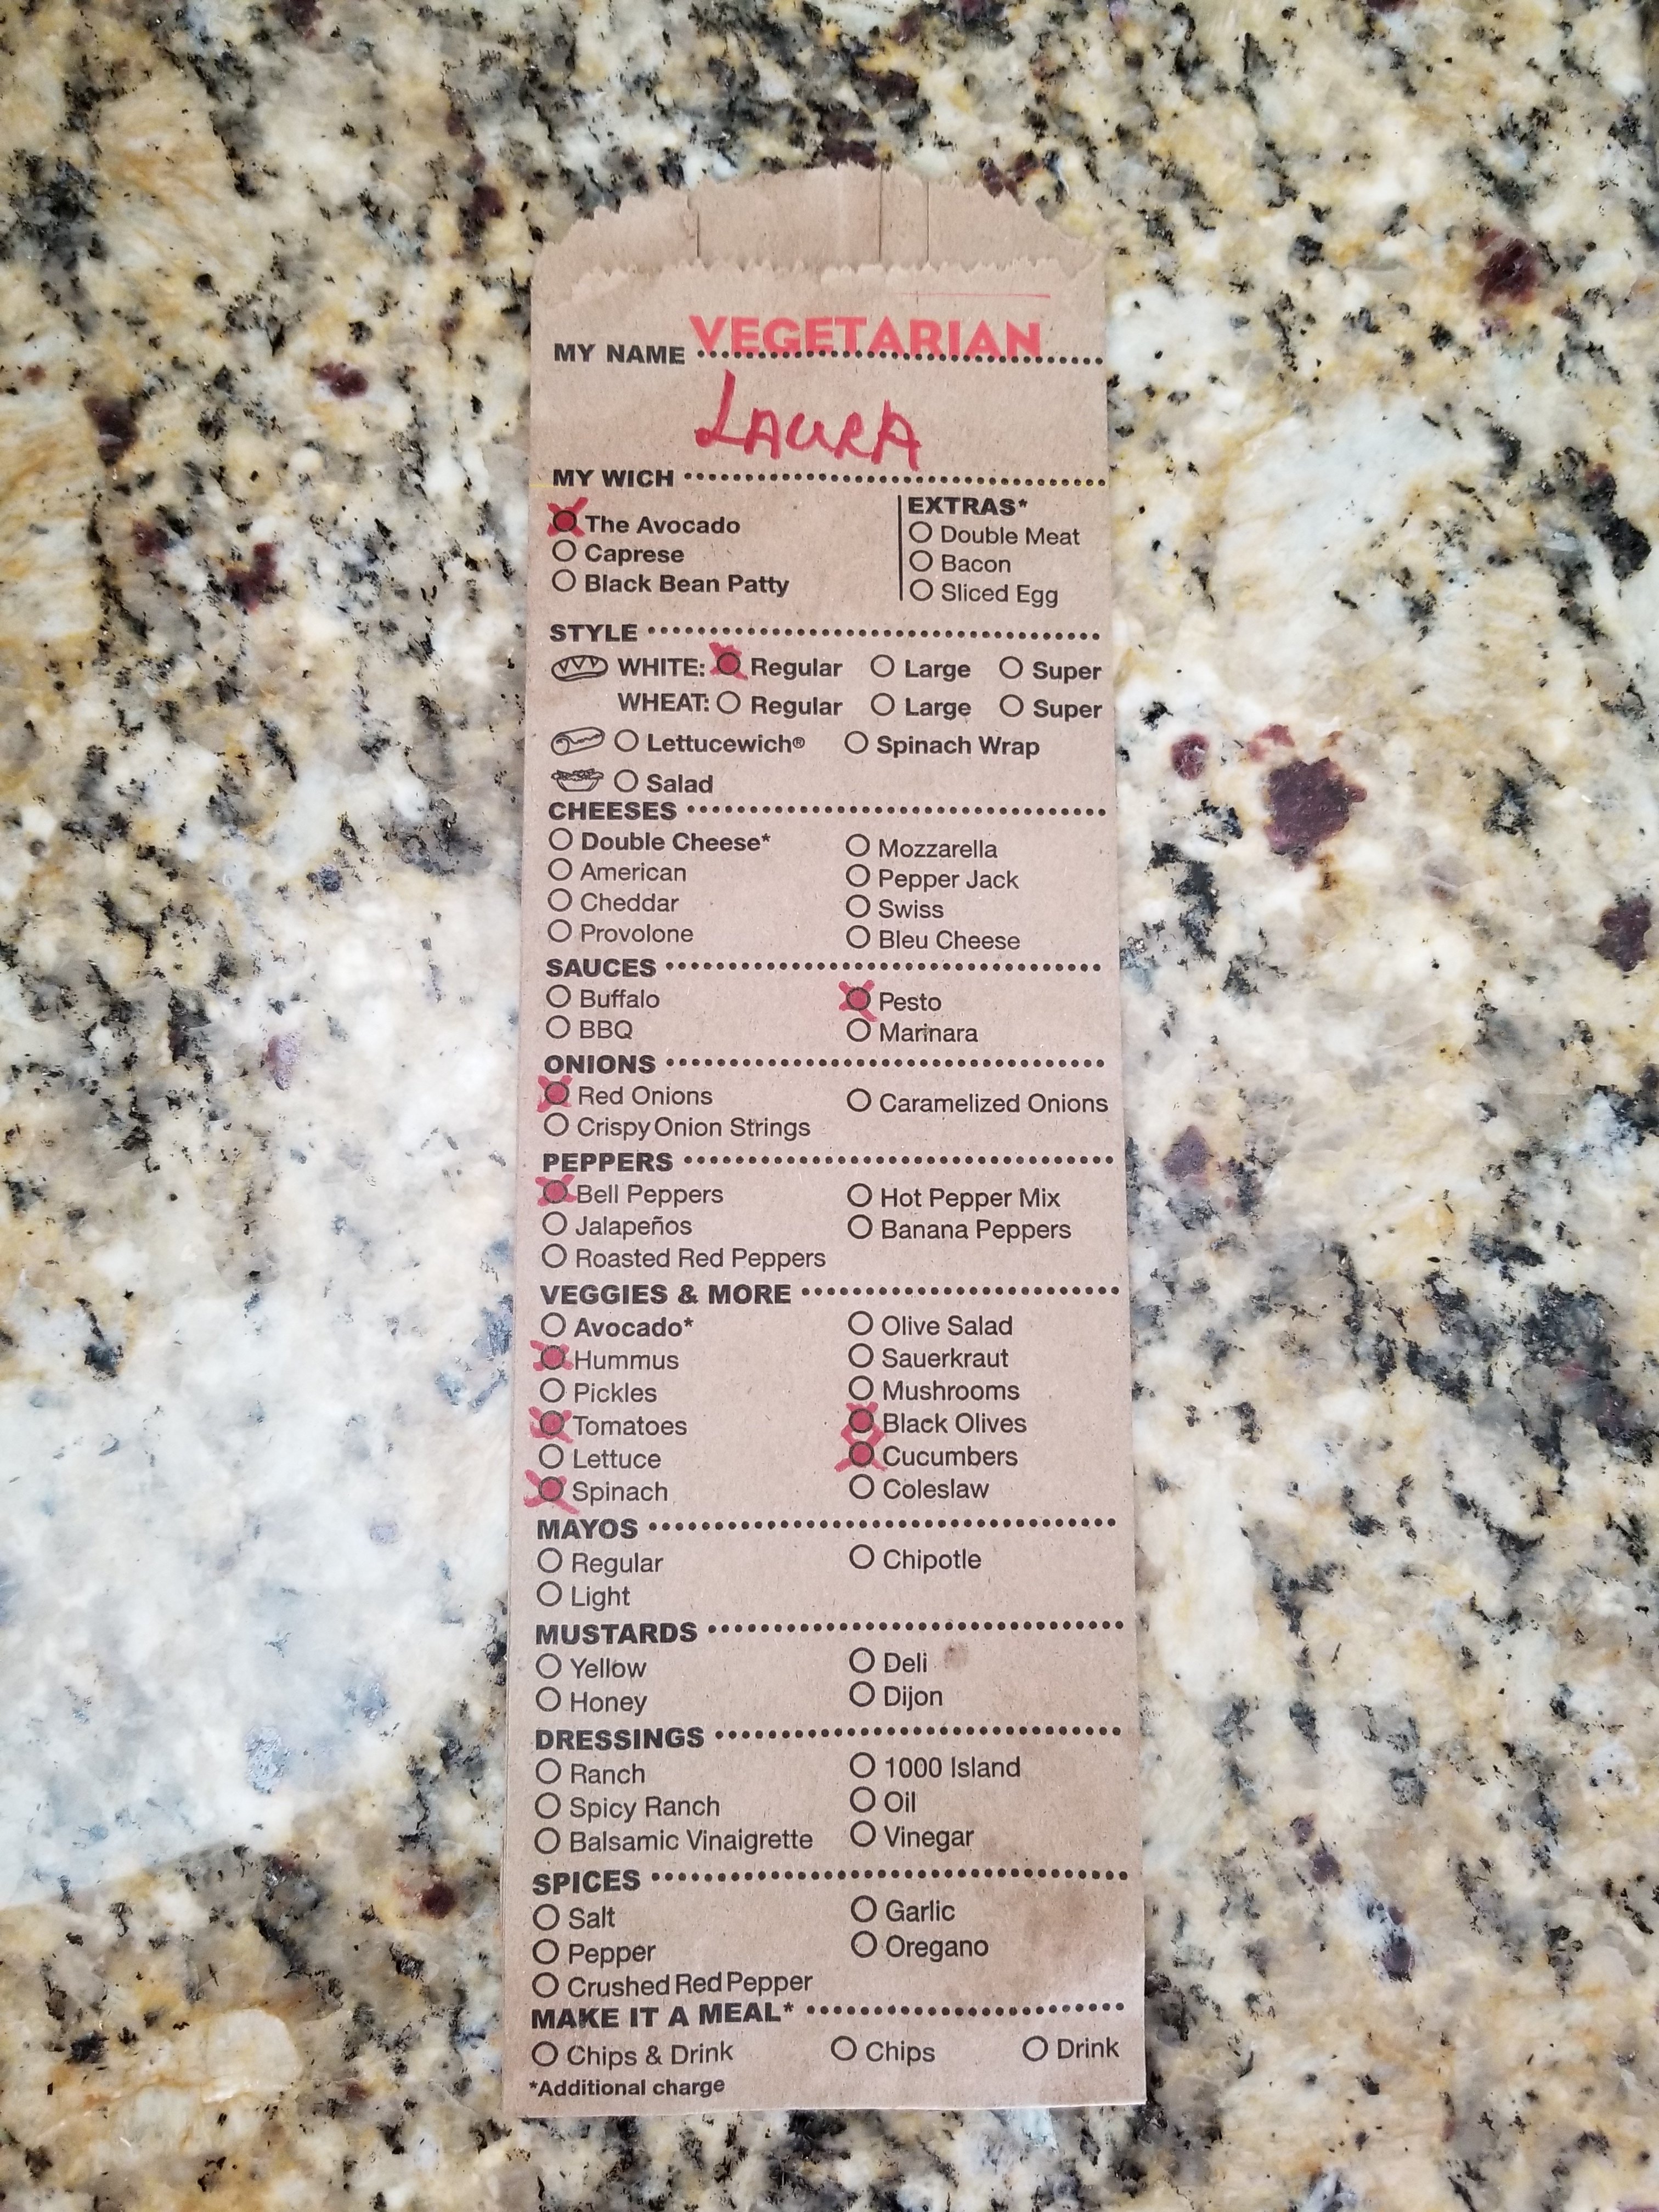 VEGETARIAN
MY NAME
LAURA
MY WICH
EXTRAS*
The Avocado
Double Meat
Caprese
Bacon
Black Bean Patty
Sliced Egg
STYLE
WHITE: Regular Large Super
WHEAT: Regular Large Super
Lettucewich® Spinach Wrap
Salad
CHEESES
Double Cheese* Mozzarella
American Pepper Jack
Cheddar Swiss
Provolone Bleu Cheese
SAUCES
Buffalo Pesto
BBQ Marinara
ONIONS
Red Onions Caramelized Onions
Crispy Onion Strings
PEPPERS
Bell Peppers Hot Pepper Mix
Jalapeños Banana Peppers
Roasted Red Peppers
VEGGIES & MORE
Avocado* Olive Salad
Hummus Sauerkraut
Pickles Mushrooms
Tomatoes Black Olives
Lettuce Cucumbers
Spinach Coleslaw
MAYOS
Regular Chipotle
Light
MUSTARDS
Yellow Deli
Honey Dijon
DRESSINGS
Ranch 1000 Island
Spicy Ranch Oil
Balsamic Vinaigrette Vinegar
SPICES
Salt Garlic
Pepper Oregano
Crushed Red Pepper
MAKE IT A MEAL*
Chips & Drink Chips Drink
*Additional charge